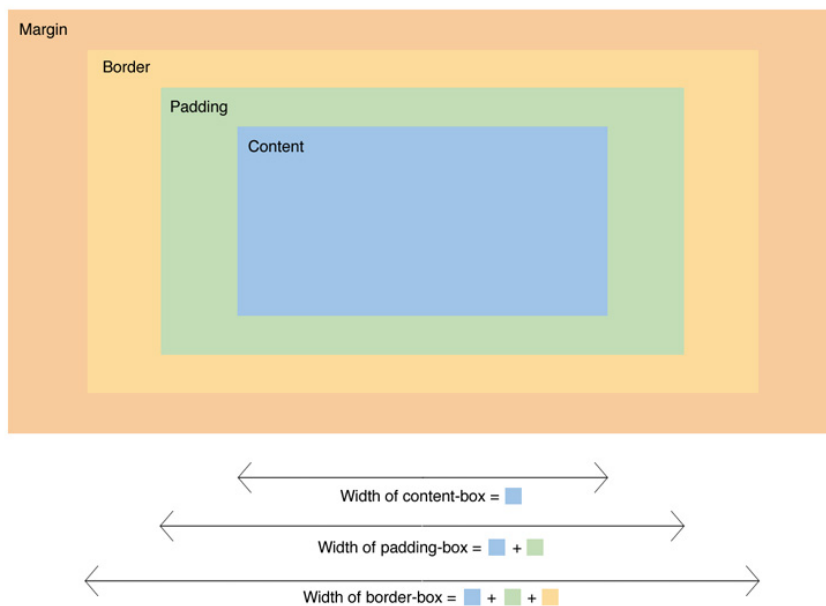 Margin
Border
Padding
Content
Width of content-box =
Width of padding-box = +
Width of border-box = + +